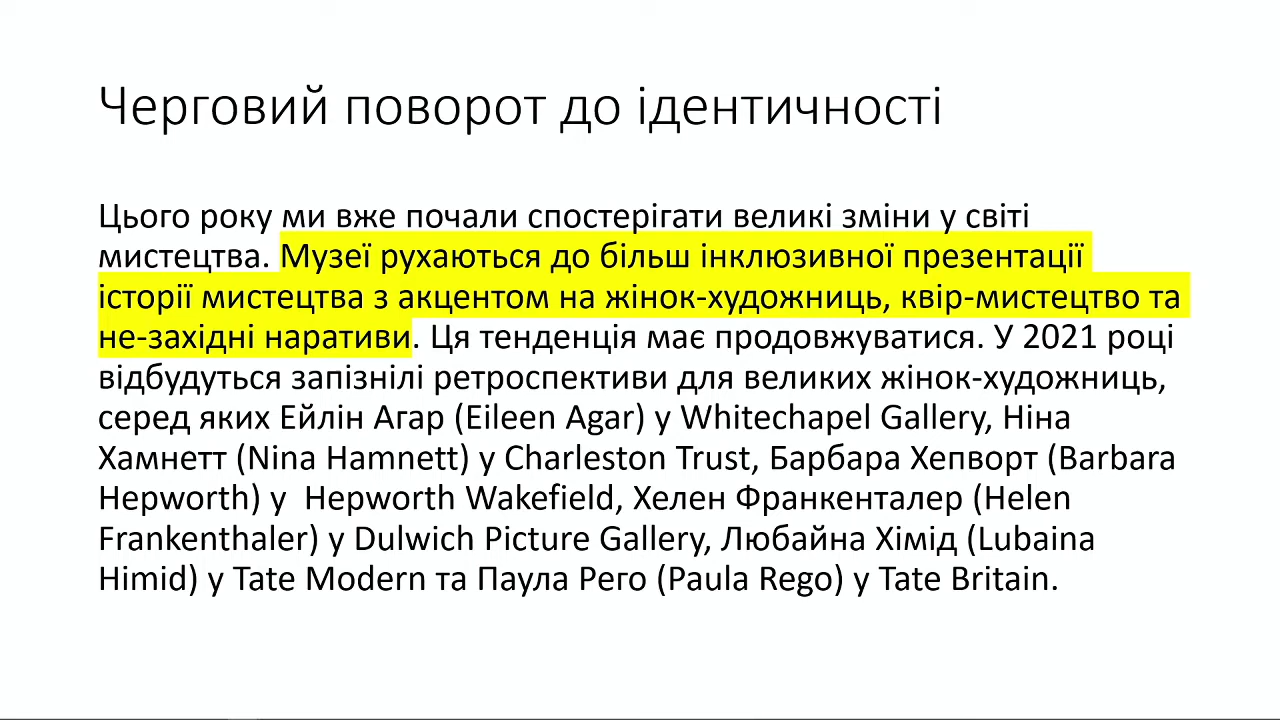 Черговий поворот до ідентичності
Цього року ми вже почали спостерігати великі зміни у світі
мистецтва. Музеї рухаються до більш інклюзивної презентації
історії мистецтва з акцентом на жінок-художниць, квір-мистецтво та
не-західні наративи. Ця тенденція має продовжуватися. У 2021 році
відбудуться запізнілі ретроспективи для великих жінок-художниць,
серед яких Ейлін Агар (Eileen Agar) у Whitechapel Gallery, Ніна
Хамнетт (Nina Hamnett) у Charleston Trust, Барбара Хепворт (Barbara
Hepworth) у  Hepworth Wakefield, Хелен Франкенталер (Helen
Frankenthaler) у Dulwich Picture Gallery, Любайна Хімід (Lubaina
Himid) у Tate Modern та Паула Рего (Paula Rego) у Tate Britain.